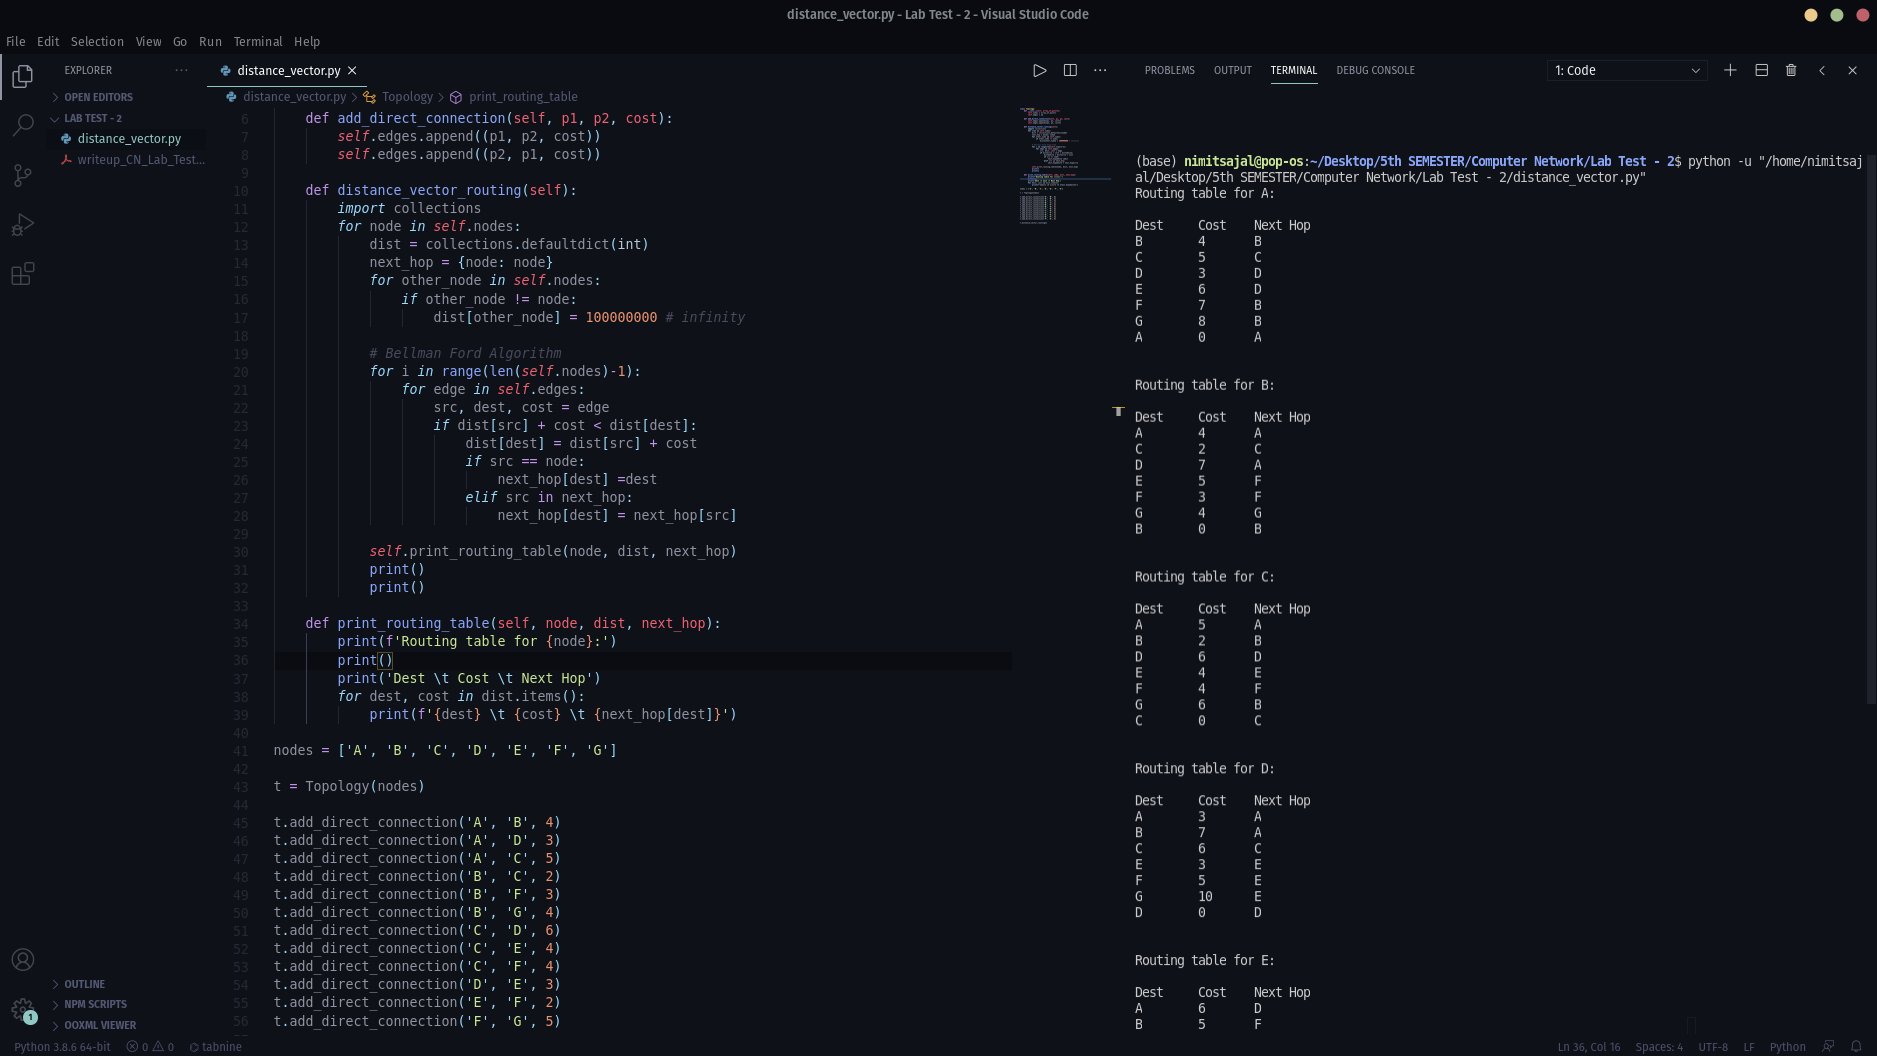 distance_vector.py - Lab Test - 2 - Visual Studio Code
File Edit Selection View Go Run Terminal Help
EXPLORER
OPEN EDITORS
LAB TEST - 2
distance_vector.py
writeup_CN_Lab_Test...
OUTLINE
NPM SCRIPTS
OOXML VIEWER
1
distance_vector.py
distance_vector.py > Topology > print_routing_table
6 def add_direct_connection(self, p1, p2, cost):
7 self.edges.append((p1, p2, cost))
8 self.edges.append((p2, p1, cost))
9
10 def distance_vector_routing(self):
11 import collections
12 for node in self.nodes:
13 dist = collections.defaultdict(int)
14 next_hop = {node: node}
15 for other_node in self.nodes:
16 if other_node != node:
17 dist[other_node] = 100000000 # infinity
18
19 # Bellman Ford Algorithm
20 for i in range(len(self.nodes)-1):
21 for edge in self.edges:
22 src, dest, cost = edge
23 if dist[src] + cost < dist[dest]:
24 dist[dest] = dist[src] + cost
25 if src == node:
26 next_hop[dest] =dest
27 elif src in next_hop:
28 next_hop[dest] = next_hop[src]
29
30 self.print_routing_table(node, dist, next_hop)
31 print()
32 print()
33
34 def print_routing_table(self, node, dist, next_hop):
35 print(f'Routing table for {node}:')
36 print()
37 print('Dest \t Cost \t Next Hop')
38 for dest, cost in dist.items():
39 print(f'{dest} \t {cost} \t {next_hop[dest]}')
40
41 nodes = ['A', 'B', 'C', 'D', 'E', 'F', 'G']
42
43 t = Topology(nodes)
44
45 t.add_direct_connection('A', 'B', 4)
46 t.add_direct_connection('A', 'D', 3)
47 t.add_direct_connection('A', 'C', 5)
48 t.add_direct_connection('B', 'C', 2)
49 t.add_direct_connection('B', 'F', 3)
50 t.add_direct_connection('B', 'G', 4)
51 t.add_direct_connection('C', 'D', 6)
52 t.add_direct_connection('C', 'E', 4)
53 t.add_direct_connection('C', 'F', 4)
54 t.add_direct_connection('D', 'E', 3)
55 t.add_direct_connection('E', 'F', 2)
56 t.add_direct_connection('F', 'G', 5)
PROBLEMS OUTPUT TERMINAL DEBUG CONSOLE 1: Code
(base) nimitsajal@pop-os:~/Desktop/5th SEMESTER/Computer Network/Lab Test - 2$ python -u "/home/nimitsaj
al/Desktop/5th SEMESTER/Computer Network/Lab Test - 2/distance_vector.py"
Routing table for A:
Dest Cost Next Hop
B 4 B
C 5 C
D 3 D
E 6 D
F 7 B
G 8 B
A 0 A
Routing table for B:
Dest Cost Next Hop
A 4 A
C 2 C
D 7 A
E 5 F
F 3 F
G 4 G
B 0 B
Routing table for C:
Dest Cost Next Hop
A 5 A
B 2 B
D 6 D
E 4 E
F 4 F
G 6 B
C 0 C
Routing table for D:
Dest Cost Next Hop
A 3 A
B 7 A
C 6 C
E 3 E
F 5 E
G 10 E
D 0 D
Routing table for E:
Dest Cost Next Hop
A 6 D
B 5 F
Python 3.8.6 64-bit 0 0 tabnine Ln 36, Col 16 Spaces: 4 UTF-8 LF Python